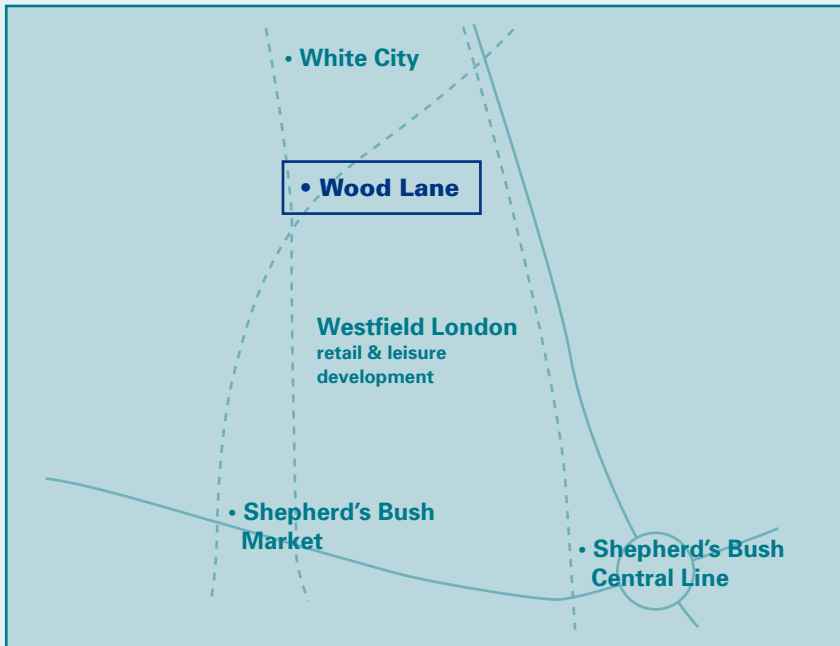 • White City
• Wood Lane
Westfield London
retail & leisure
development
• Shepherd's Bush
Market
• Shepherd's Bush
Central Line